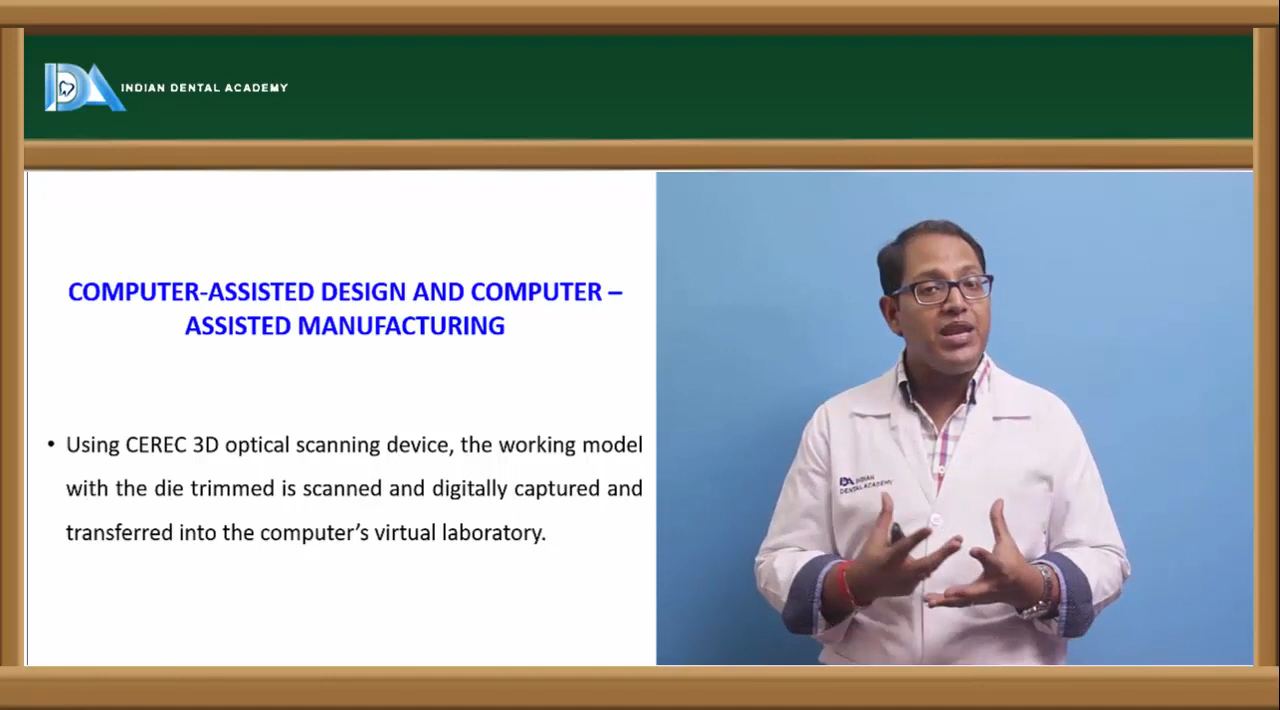 INDIAN DENTAL ACADEMY
COMPUTER-ASSISTED DESIGN AND COMPUTER –
ASSISTED MANUFACTURING
• Using CEREC 3D optical scanning device, the working model
with the die trimmed is scanned and digitally captured and
transferred into the computer’s virtual laboratory.
IDA INDIAN
DENTAL ACADEMY